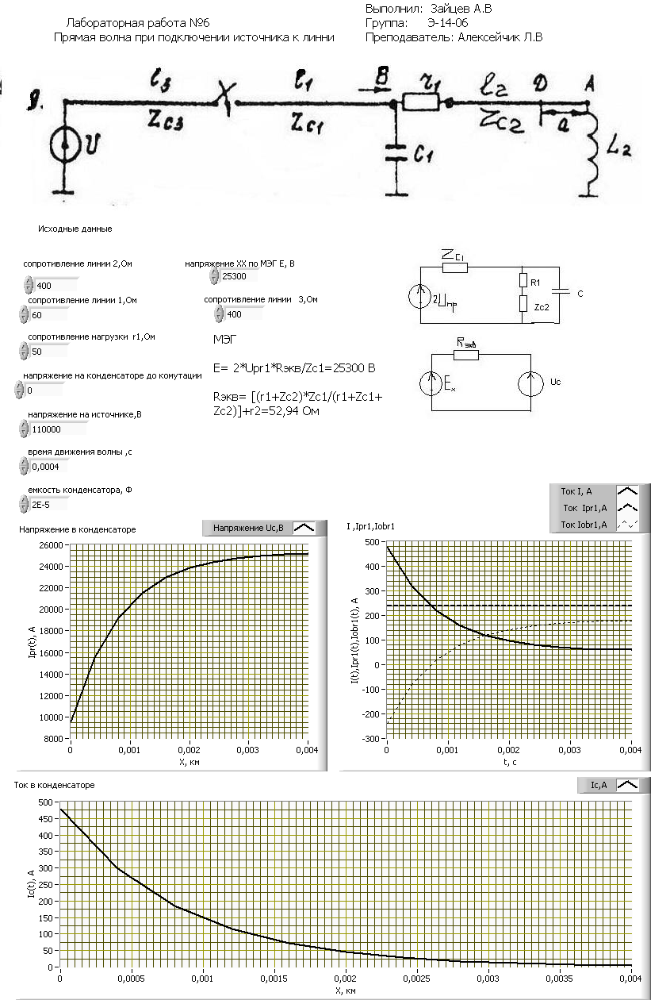 Лабораторная работа №6
Прямая волна при подключении источника к линни
Выполнил: Зайцев А.В
Группа: Э-14-06
Преподаватель: Алексейчик Л.В
l3
l1
B
r1
l2
D
A
Zc3
Zc1
Zc2
a
U
C1
L2
Исходные данные
сопротивление линии 2,Ом
400
сопротивление линии 1,Ом
60
сопротивление нагрузки r1,Ом
50
напряжение на конденсаторе до комутации
0
напряжение на источнике,В
110000
время движения волны ,с
0,0004
емкость конденсатора, Ф
2E-5
напряжение ХХ по МЭГ Е, В
25300
сопротивление линии 3,Ом
400
МЭГ
E= 2*Upr1*Rэкв/Zc1=25300 В
Rэкв= [(r1+Zc2)*Zc1/(r1+Zc1+
Zc2)]+r2=52,94 Ом
Zc1
2Uпр
R1
Zc2
C
Rэкв
Ex
Uc
Напряжение в конденсаторе
Напряжение Uc,В
Ipr(t), A
26000
24000
22000
20000
18000
16000
14000
12000
10000
8000
0 0,001 0,002 0,003 0,004
X, км
Ток I, А
Ток Ipr1,A
Ток Iobr1,A
I ,Ipr1,Iobr1
I(t),Ipr1(t),Iobr1(t), A
500
400
300
200
100
0
-100
-200
-300
0 0,001 0,002 0,003 0,004
t, c
Ток в конденсаторе
Ic,A
Ic(t), A
500
450
400
350
300
250
200
150
100
50
0
0 0,0005 0,001 0,0015 0,002 0,0025 0,003 0,0035 0,004
X, км